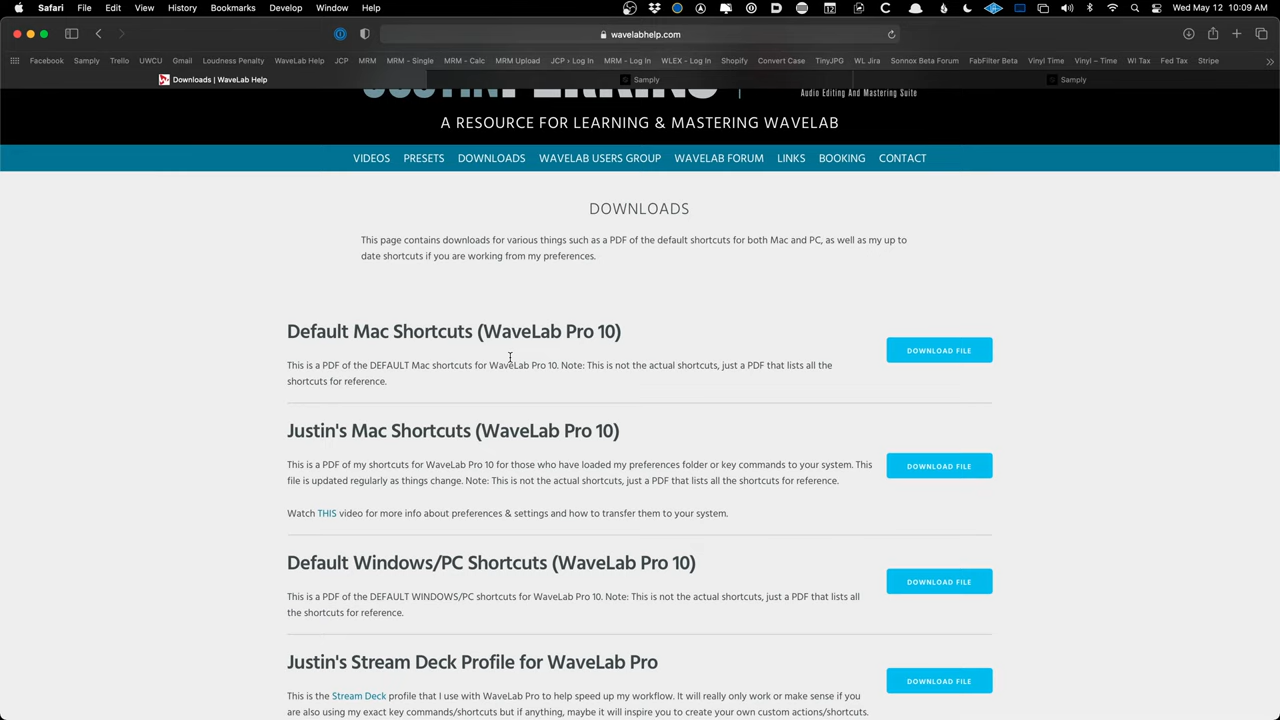 Safari File Edit View History Bookmarks Develop Window Help Wed May 12 10:09 AM
wavelabhelp.com
Facebook Samply Trello UWCU Gmail Loudness Penalty WaveLab Help JCP MRM MRM - Single MRM - Calc MRM Upload JCP > Log In MRM - Log In WLEX - Log In Shopify Convert Case TinyJPG WL Jira Sonnox Beta Forum FabFilter Beta Vinyl Time Vinyl – Time WI Tax Fed Tax Stripe
Downloads | WaveLab Help Samply Samply
Audio Editing And Mastering Suite
A RESOURCE FOR LEARNING & MASTERING WAVELAB
VIDEOS PRESETS DOWNLOADS WAVELAB USERS GROUP WAVELAB FORUM LINKS BOOKING CONTACT
DOWNLOADS
This page contains downloads for various things such as a PDF of the default shortcuts for both Mac and PC, as well as my up to
date shortcuts if you are working from my preferences.
Default Mac Shortcuts (WaveLab Pro 10)
DOWNLOAD FILE
This is a PDF of the DEFAULT Mac shortcuts for WaveLab Pro 10. Note: This is not the actual shortcuts, just a PDF that lists all the
shortcuts for reference.
Justin's Mac Shortcuts (WaveLab Pro 10)
This is a PDF of my shortcuts for WaveLab Pro 10 for those who have loaded my preferences folder or key commands to your system. This
DOWNLOAD FILE
file is updated regularly as things change. Note: This is not the actual shortcuts, just a PDF that lists all the shortcuts for reference.
Watch THIS video for more info about preferences & settings and how to transfer them to your system.
Default Windows/PC Shortcuts (WaveLab Pro 10)
DOWNLOAD FILE
This is a PDF of the DEFAULT WINDOWS/PC shortcuts for WaveLab Pro 10. Note: This is not the actual shortcuts, just a PDF that lists all
the shortcuts for reference.
Justin's Stream Deck Profile for WaveLab Pro
DOWNLOAD FILE
This is the Stream Deck profile that I use with WaveLab Pro to help speed up my workflow. It will really only work or make sense if you
are also using my exact key commands/shortcuts but if anything, maybe it will inspire you to create your own custom actions/shortcuts.